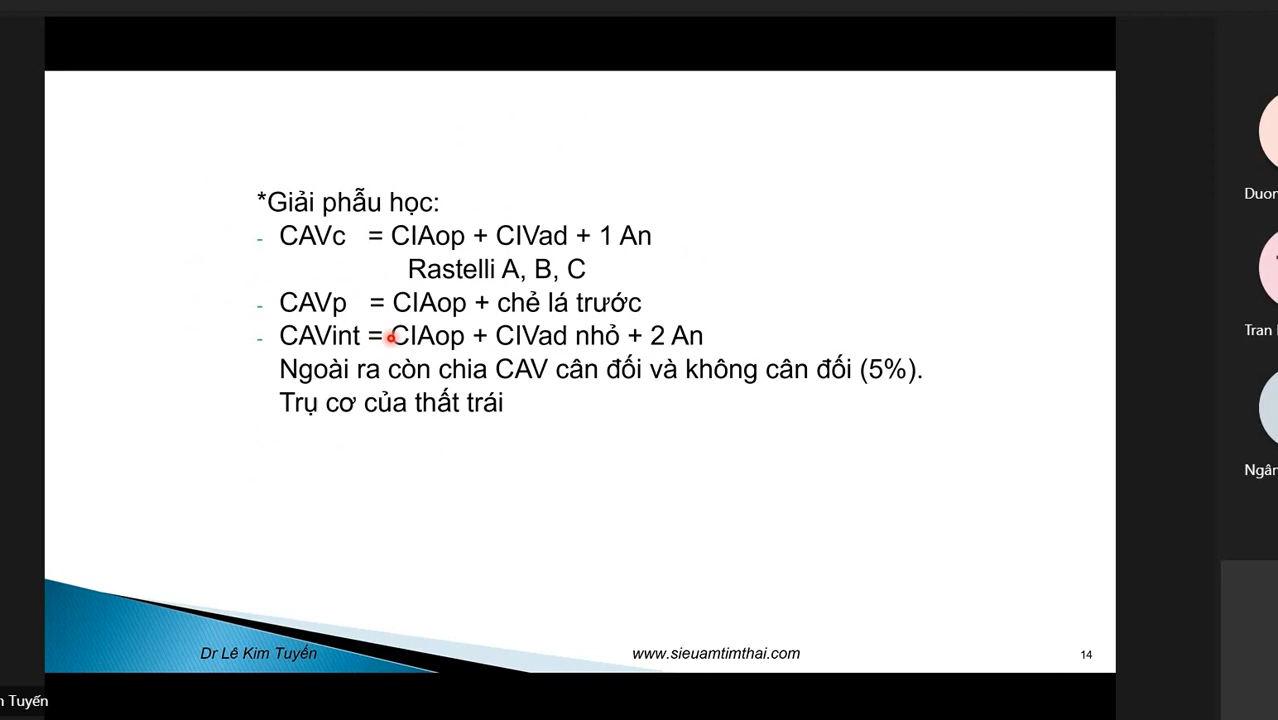 *Giải phẫu học:
- CAVc = CIAop + CIVad + 1 An
Rastelli A, B, C
- CAVp = CIAop + chẻ lá trước
- CAVint = CIAop + CIVad nhỏ + 2 An
Ngoài ra còn chia CAV cân đối và không cân đối (5%).
Trụ cơ của thất trái
Duon
Tran
Ngân
Dr Lê Kim Tuyến
www.sieuamtimthai.com
14
Tuyến